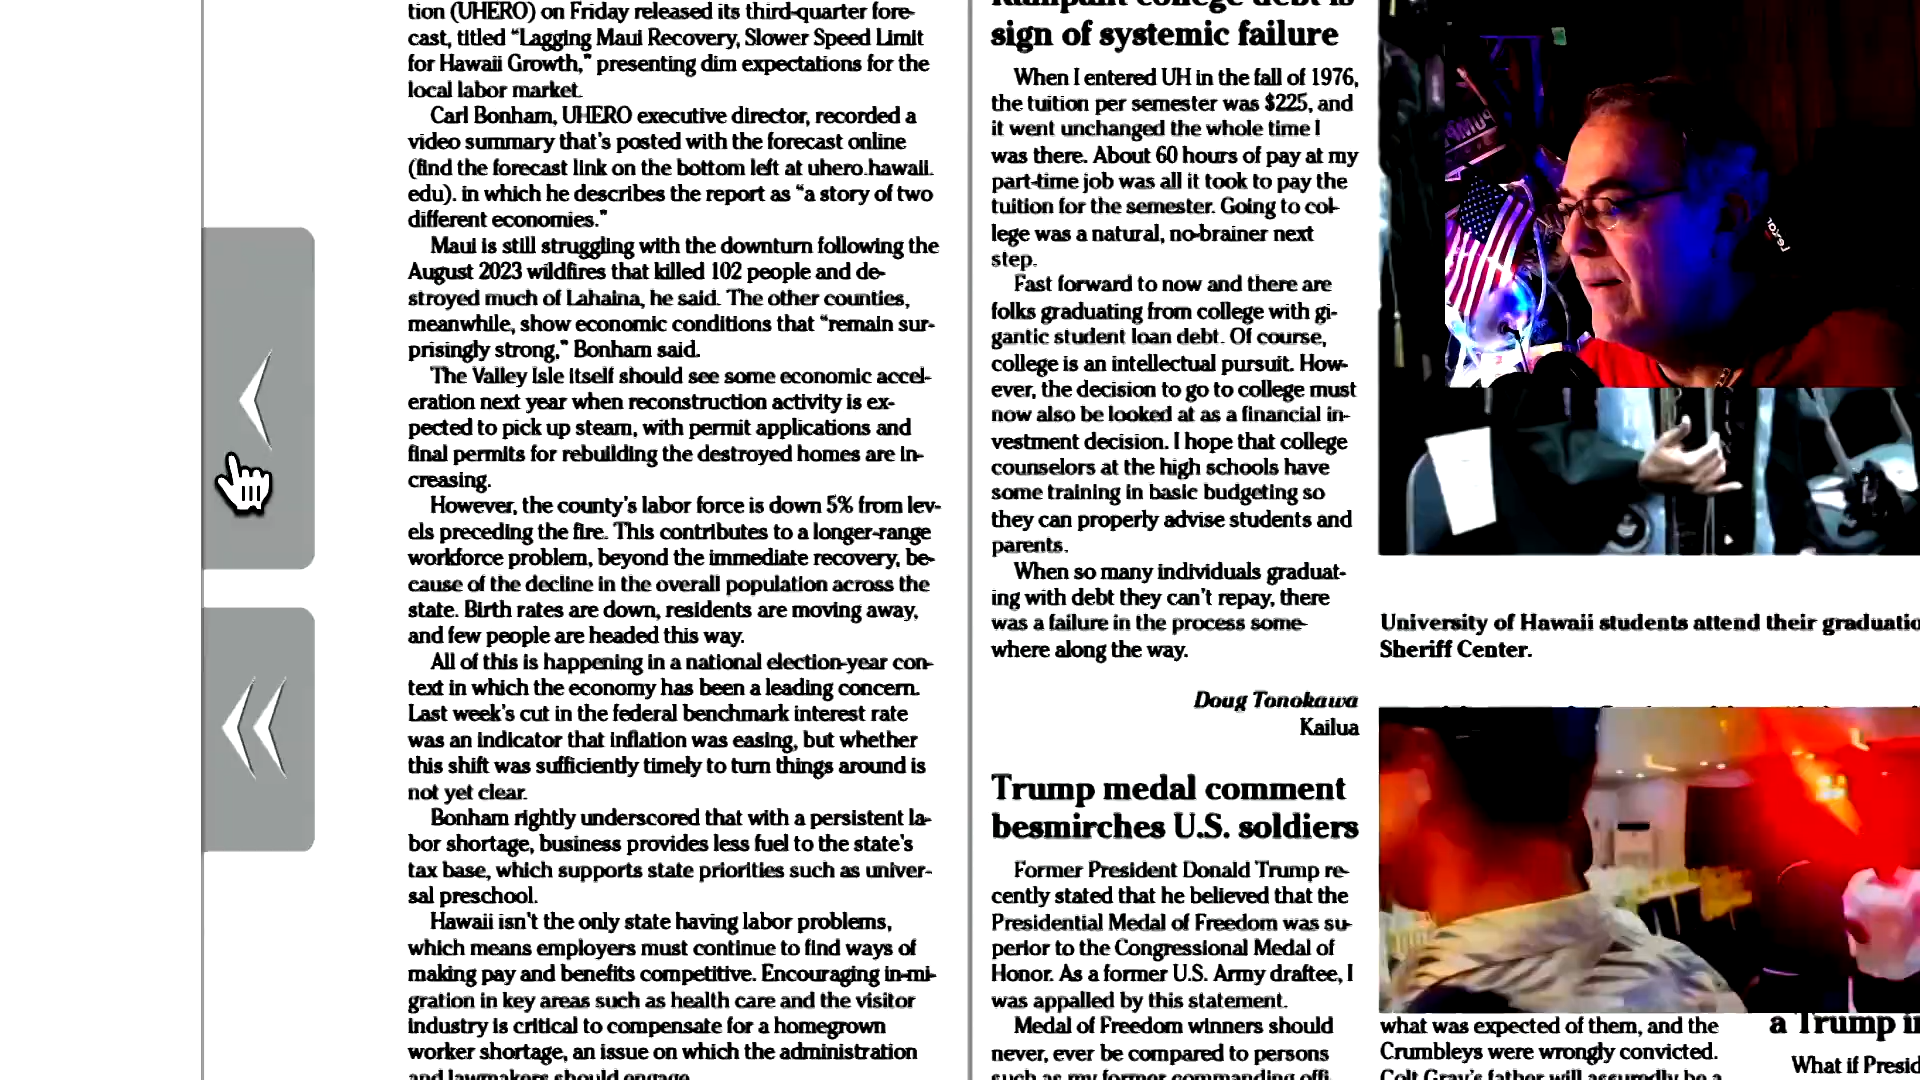 tion (UHERO) on Friday released its third-quarter fore-
cast, titled “Lagging Maui Recovery, Slower Speed Limit
for Hawaii Growth,” presenting dim expectations for the
local labor market.
Carl Bonham, UHERO executive director, recorded a
video summary that’s posted with the forecast online
(find the forecast link on the bottom left at uhero.hawaii.
edu). in which he describes the report as “a story of two
different economies.”
Maui is still struggling with the downturn following the
August 2023 wildfires that killed 102 people and de-
stroyed much of Lahaina, he said. The other counties,
meanwhile, show economic conditions that “remain sur-
prisingly strong,” Bonham said.
The Valley Isle itself should see some economic accel-
eration next year when reconstruction activity is ex-
pected to pick up steam, with permit applications and
final permits for rebuilding the destroyed homes are in-
creasing.
However, the county’s labor force is down 5% from lev-
els preceding the fire. This contributes to a longer-range
workforce problem, beyond the immediate recovery, be-
cause of the decline in the overall population across the
state. Birth rates are down, residents are moving away,
and few people are headed this way.
All of this is happening in a national election-year con-
text in which the economy has been a leading concern.
Last week’s cut in the federal benchmark interest rate
was an indicator that inflation was easing, but whether
this shift was sufficiently timely to turn things around is
not yet clear.
Bonham rightly underscored that with a persistent la-
bor shortage, business provides less fuel to the state’s
tax base, which supports state priorities such as univer-
sal preschool.
Hawaii isn’t the only state having labor problems,
which means employers must continue to find ways of
making pay and benefits competitive. Encouraging in-mi-
gration in key areas such as health care and the visitor
industry is critical to compensate for a homegrown
worker shortage, an issue on which the administration
and lawmakers should engage.
Rampant college debt is
sign of systemic failure
When I entered UH in the fall of 1976,
the tuition per semester was $225, and
it went unchanged the whole time I
was there. About 60 hours of pay at my
part-time job was all it took to pay the
tuition for the semester. Going to col-
lege was a natural, no-brainer next
step.
Fast forward to now and there are
folks graduating from college with gi-
gantic student loan debt. Of course,
college is an intellectual pursuit. How-
ever, the decision to go to college must
now also be looked at as a financial in-
vestment decision. I hope that college
counselors at the high schools have
some training in basic budgeting so
they can properly advise students and
parents.
When so many individuals graduat-
ing with debt they can’t repay, there
was a failure in the process some-
where along the way.
Doug Tonokawa
Kailua
Trump medal comment
besmirches U.S. soldiers
Former President Donald Trump re-
cently stated that he believed that the
Presidential Medal of Freedom was su-
perior to the Congressional Medal of
Honor. As a former U.S. Army draftee, I
was appalled by this statement.
Medal of Freedom winners should
never, ever be compared to persons
such as my former commanding offi-
University of Hawaii students attend their graduatio
Sheriff Center.
what was expected of them, and the
Crumbleys were wrongly convicted.
Colt Gray’s father will assuredly be a
a Trump i
What if Presid